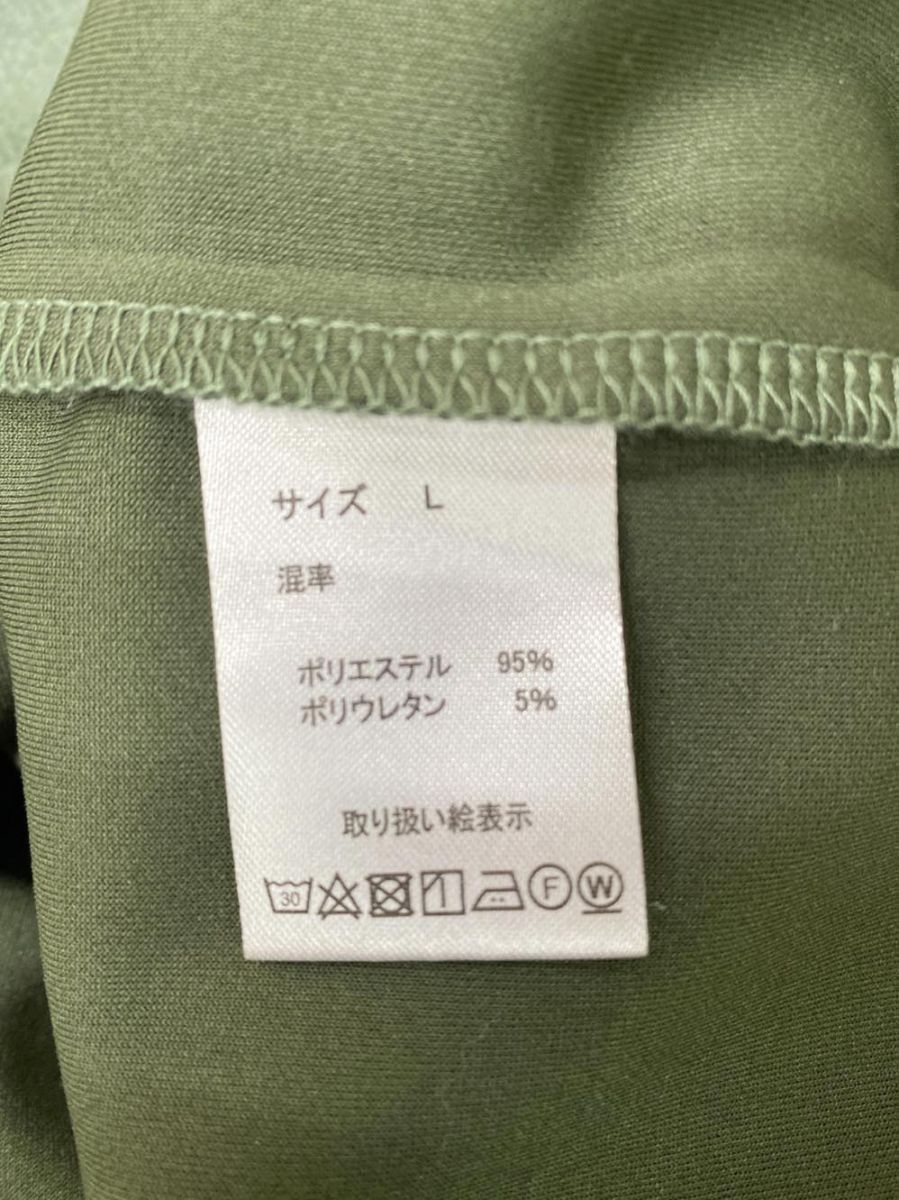 サイズ L
混率
ポリエステル 95%
ポリウレタン 5%
取り扱い絵表示
30 F W